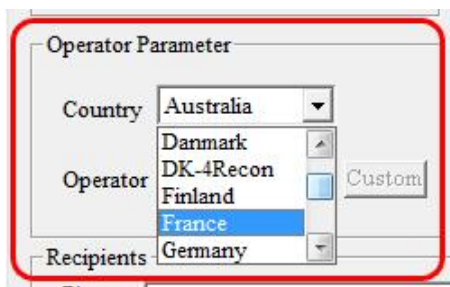 Operator Parameter
Country Australia
Danmark
DK-4Recon
Operator Finland Custom
France
Germany
Recipients